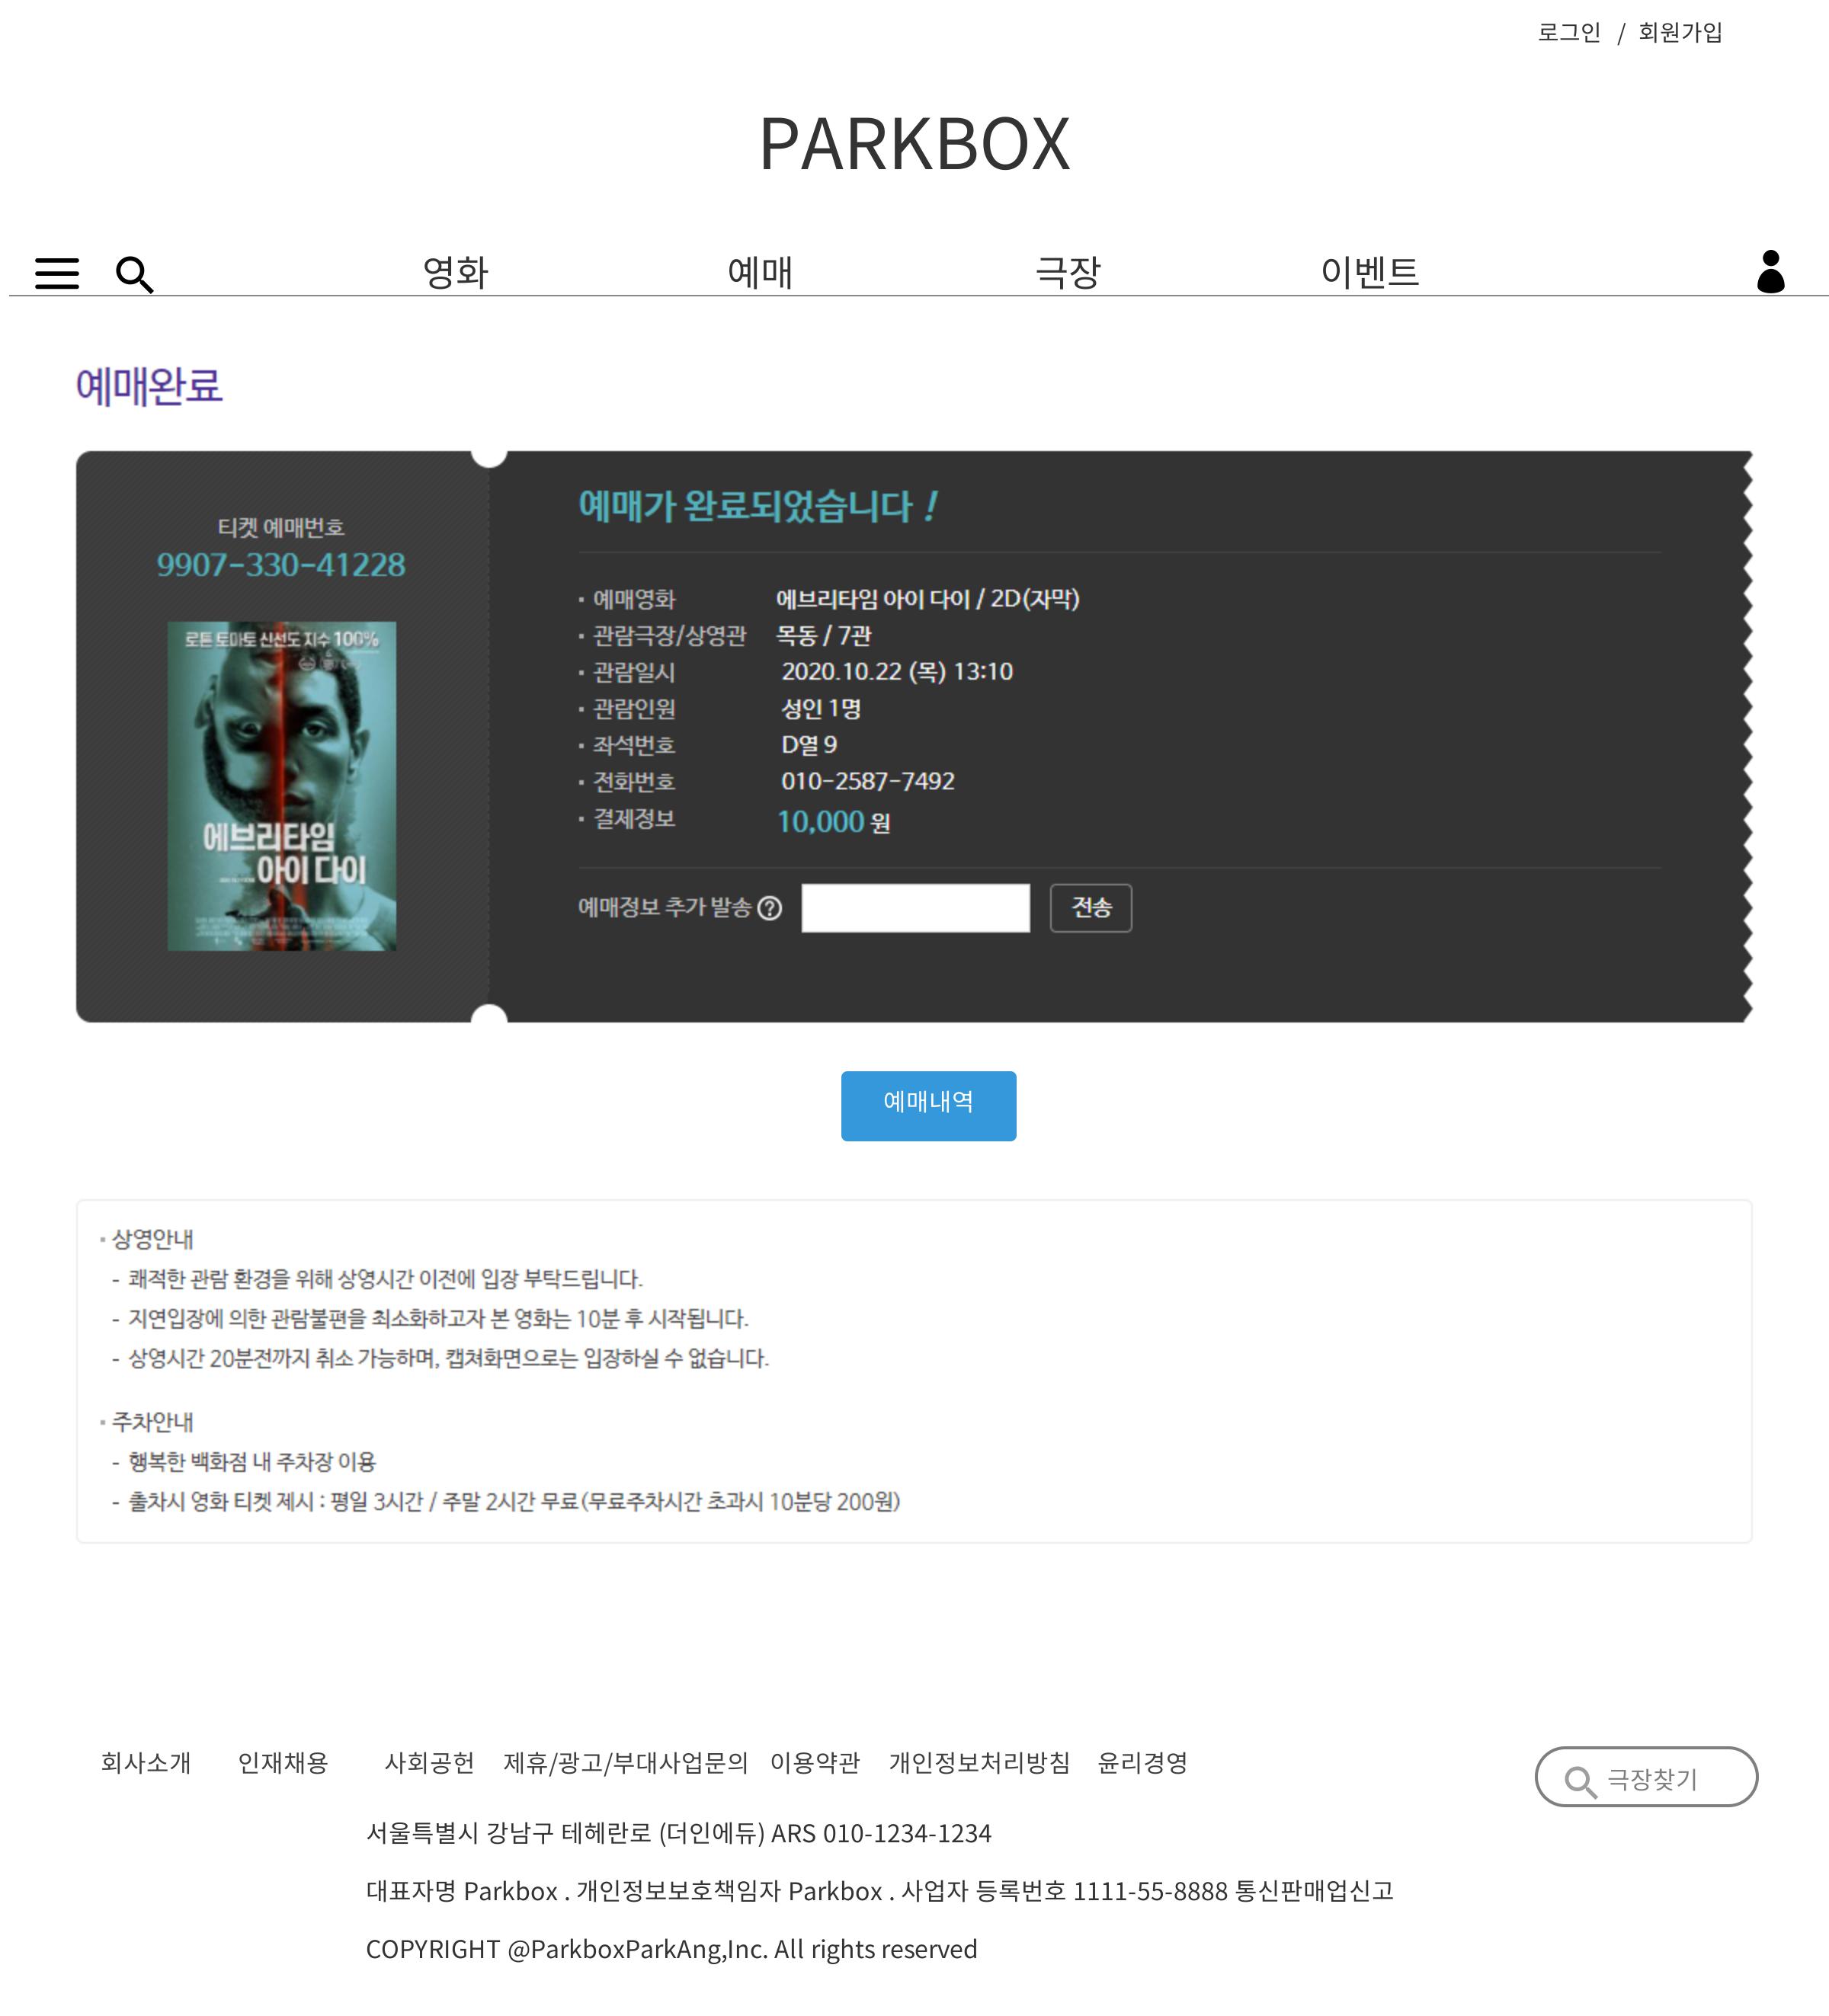 로그인 / 회원가입
PARKBOX
영화 예매 극장 이벤트
예매완료
티켓 예매번호
9907-330-41228
로튼 토마토 신선도 지수 100%
에브리타임
아이 다이
예매가 완료되었습니다 !
· 예매영화 에브리타임 아이 다이 / 2D(자막)
· 관람극장/상영관 목동 / 7관
· 관람일시 2020.10.22 (목) 13:10
· 관람인원 성인 1명
· 좌석번호 D열 9
· 전화번호 010-2587-7492
· 결제정보 10,000 원
예매정보 추가 발송 ? 전송
예매내역
· 상영안내
- 쾌적한 관람 환경을 위해 상영시간 이전에 입장 부탁드립니다.
- 지연입장에 의한 관람불편을 최소화하고자 본 영화는 10분 후 시작됩니다.
- 상영시간 20분전까지 취소 가능하며, 캡쳐화면으로는 입장하실 수 없습니다.
· 주차안내
- 행복한 백화점 내 주차장 이용
- 출차시 영화 티켓 제시 : 평일 3시간 / 주말 2시간 무료(무료주차시간 초과시 10분당 200원)
회사소개 인재채용 사회공헌 제휴/광고/부대사업문의 이용약관 개인정보처리방침 윤리경영
극장찾기
서울특별시 강남구 테헤란로 (더인에듀) ARS 010-1234-1234
대표자명 Parkbox . 개인정보보호책임자 Parkbox . 사업자 등록번호 1111-55-8888 통신판매업신고
COPYRIGHT @ParkboxParkAng,Inc. All rights reserved